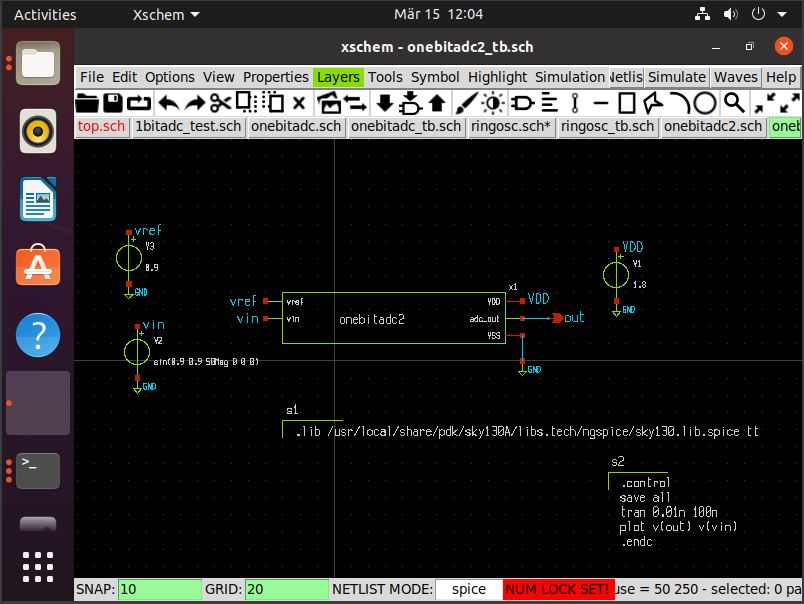 Activities Xschem Mär 15 12:04
xschem - onebitadc2_tb.sch
File Edit Options View Properties Layers Tools Symbol Highlight Simulation Netlis Simulate Waves Help
top.sch 1bitadc_test.sch onebitadc.sch onebitadc_tb.sch ringosc.sch* ringosc_tb.sch onebitadc2.sch oneb
vref
V3
0.9
GND
vin
V2
sin(0.9 0.9 50Meg 0 0 0)
GND
x1
vref vref VDD VDD
vin vin onebitadc2 adc_out out
VSS
GND
VDD
V1
1.8
GND
s1
.lib /usr/local/share/pdk/sky130A/libs.tech/ngspice/sky130.lib.spice tt
s2
.control
save all
tran 0.01n 100n
plot v(out) v(vin)
.endc
SNAP: 10 GRID: 20 NETLIST MODE: spice NUM LOCK SET! use = 50 250 - selected: 0 pa